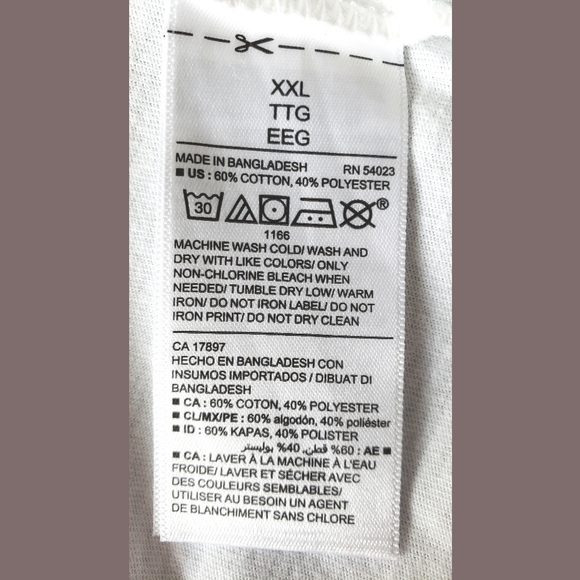 XXL
TTG
EEG
MADE IN BANGLADESH RN 54023
■ US : 60% COTTON, 40% POLYESTER
30 ®
1166
MACHINE WASH COLD/ WASH AND
DRY WITH LIKE COLORS/ ONLY
NON-CHLORINE BLEACH WHEN
NEEDED/ TUMBLE DRY LOW/ WARM
IRON/ DO NOT IRON LABEL/ DO NOT
IRON PRINT/ DO NOT DRY CLEAN
CA 17897
HECHO EN BANGLADESH CON
INSUMOS IMPORTADOS / DIBUAT DI
BANGLADESH
■ CA : 60% COTON, 40% POLYESTER
■ CL/MX/PE : 60% algodón, 40% poliéster
■ ID : 60% KAPAS, 40% POLISTER
■ AE : 60% قطن, 40% بوليستر
■ CA : LAVER À LA MACHINE À L'EAU
FROIDE/ LAVER ET SÉCHER AVEC
DES COULEURS SEMBLABLES/
UTILISER AU BESOIN UN AGENT
DE BLANCHIMENT SANS CHLORE